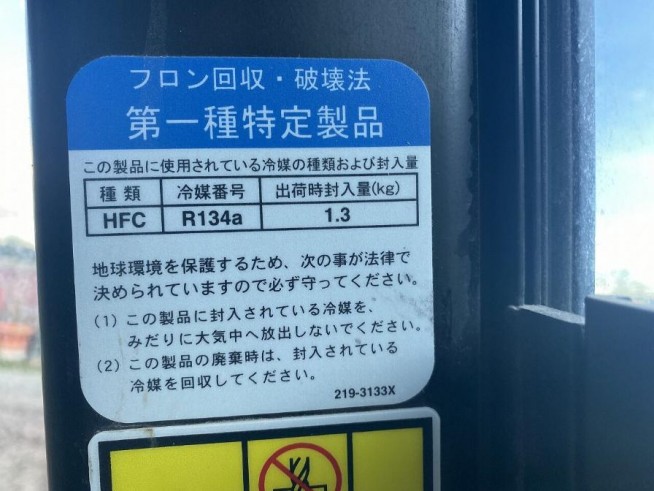 フロン回収・破壊法
第一種特定製品
この製品に使用されている冷媒の種類および封入量
種類 冷媒番号 出荷時封入量(kg)
HFC R134a 1.3
地球環境を保護するため、次の事が法律で
決められていますので必ず守ってください。
(1) この製品に封入されている冷媒を、
みだりに大気中へ放出しないでください。
(2) この製品の廃棄時は、封入されている
冷媒を回収してください。
219-3133X